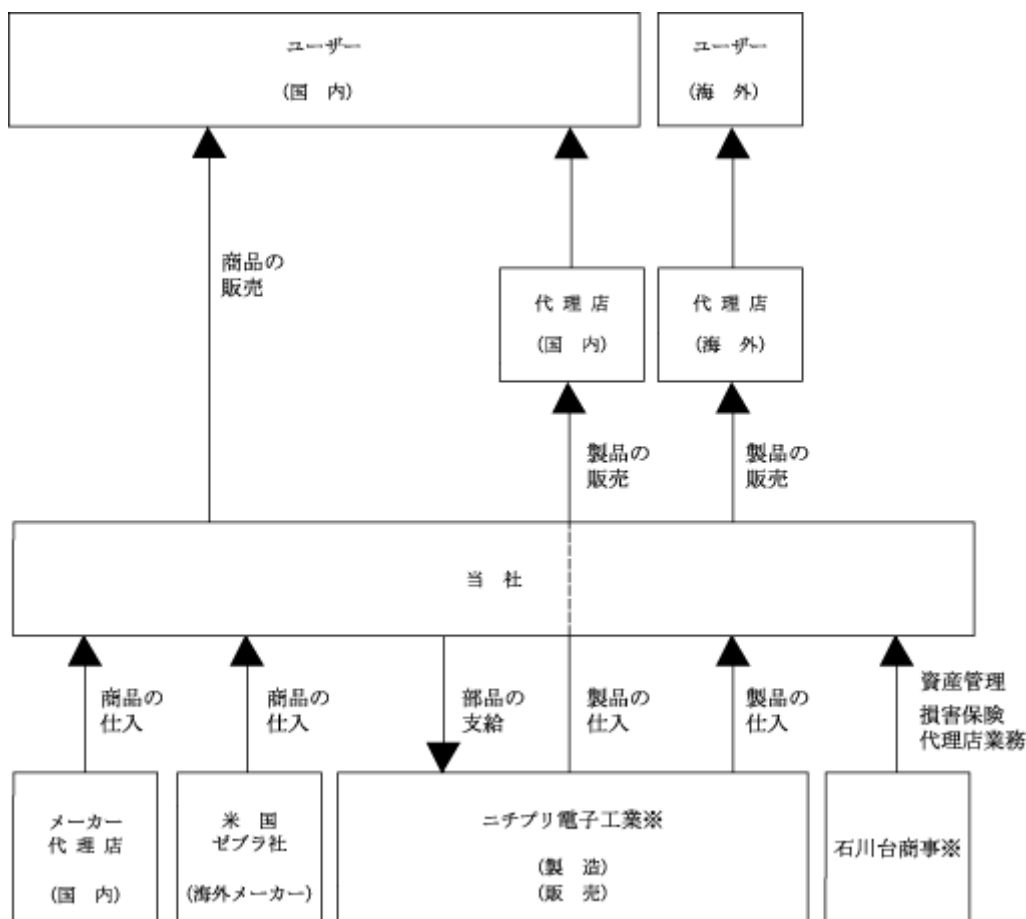 ユーザー
(国 内)
ユーザー
(海 外)
商品の
販売
代 理 店
(国 内)
代 理 店
(海 外)
製品の
販売
製品の
販売
当 社
商品の
仕入
商品の
仕入
部品の
支給
製品の
仕入
製品の
仕入
資産管理
損害保険
代理店業務
メーカー
代 理 店
(国 内)
米 国
ゼブラ社
(海外メーカー)
ニチプリ電子工業※
(製 造)
(販 売)
石川台商事※